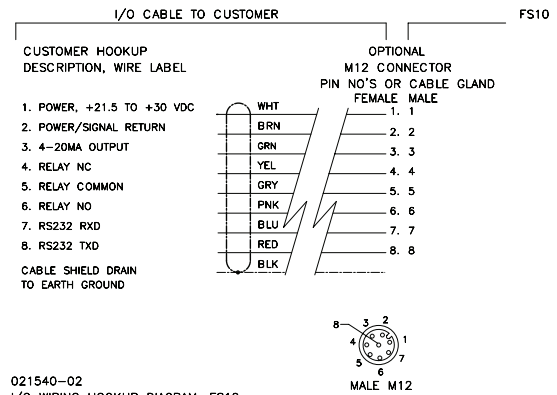 I/O CABLE TO CUSTOMER
FS10
CUSTOMER HOOKUP
DESCRIPTION, WIRE LABEL
OPTIONAL
M12 CONNECTOR
PIN NO'S OR CABLE GLAND
FEMALE MALE
1. POWER, +21.5 TO +30 VDC WHT 1. 1
2. POWER/SIGNAL RETURN BRN 2. 2
3. 4-20MA OUTPUT GRN 3. 3
4. RELAY NC YEL 4. 4
5. RELAY COMMON GRY 5. 5
6. RELAY NO PNK 6. 6
7. RS232 RXD BLU 7. 7
8. RS232 TXD RED 8. 8
CABLE SHIELD DRAIN BLK
TO EARTH GROUND
8 3 2
4 1
5 7
6
MALE M12
021540-02
I/O WIRING HOOKUP DIAGRAM, FS10